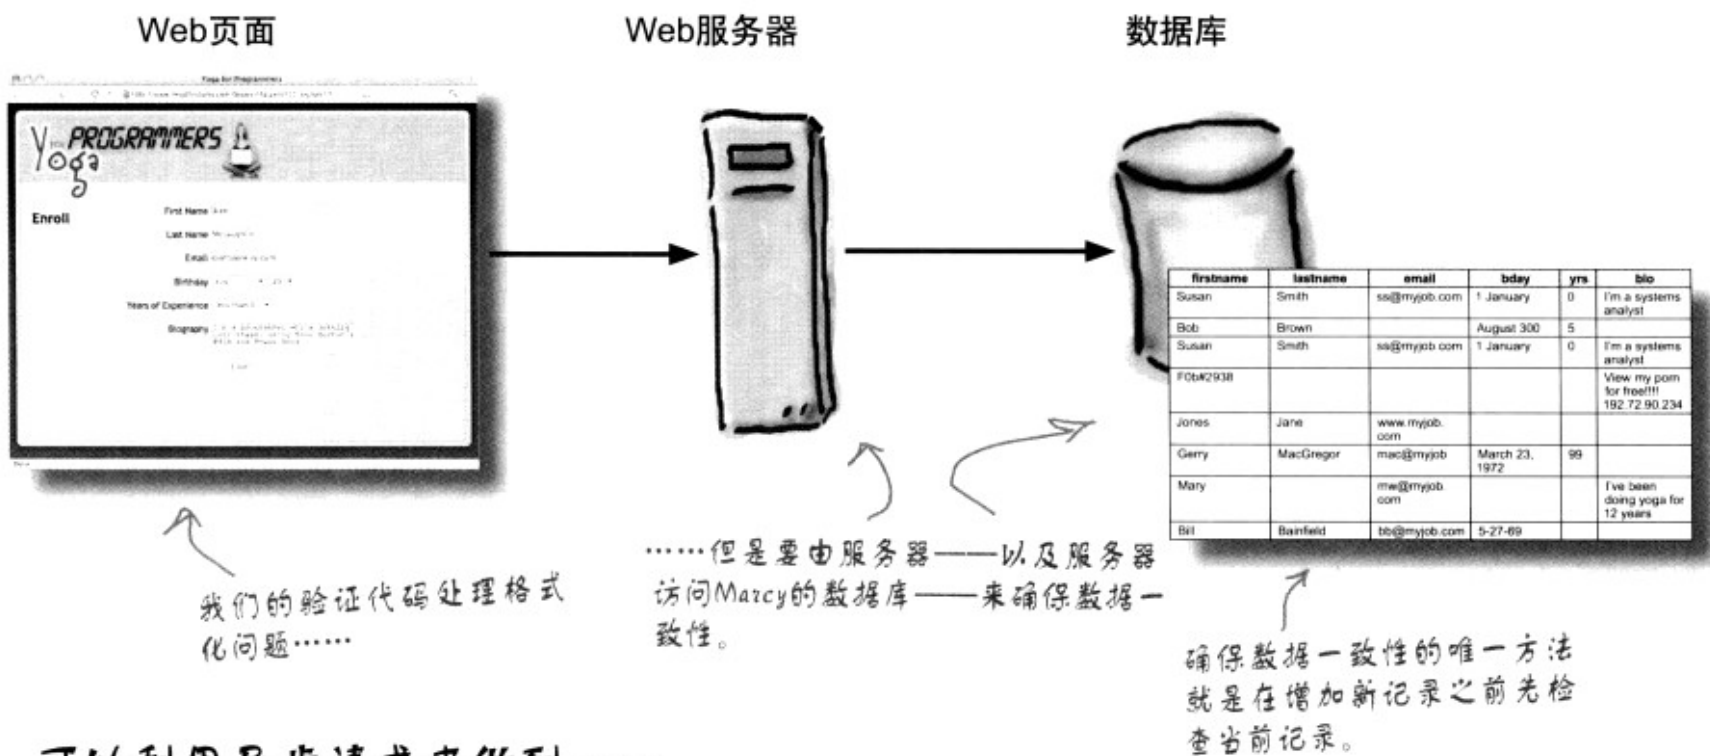 Web页面
Web服务器
数据库
Yoga for Programmers
Yoga FOR PROGRAMMERS
Enroll
First Name
Last Name
Email
Birthday
Years of Experience
Biography
firstname lastname email bday yrs bio
Susan Smith ss@myjob.com 1 January 0 I'm a systems
analyst
Bob Brown August 300 5
Susan Smith ss@myjob.com 1 January 0 I'm a systems
analyst
F0b#2938 View my porn
for free!!!!
192.72.90.234
Jones Jane www.myjob.
com
Gerry MacGregor mac@myjob March 23, 99
1972
Mary mw@myjob. I've been
com doing yoga for
12 years
Bill Bainfield bb@myjob.com 5-27-69
我们的验证代码处理格式
化问题……
……但是要由服务器——以及服务器
访问Marcy的数据库——来确保数据一
致性。
确保数据一致性的唯一方法
就是在增加新记录之前先检
查当前记录。